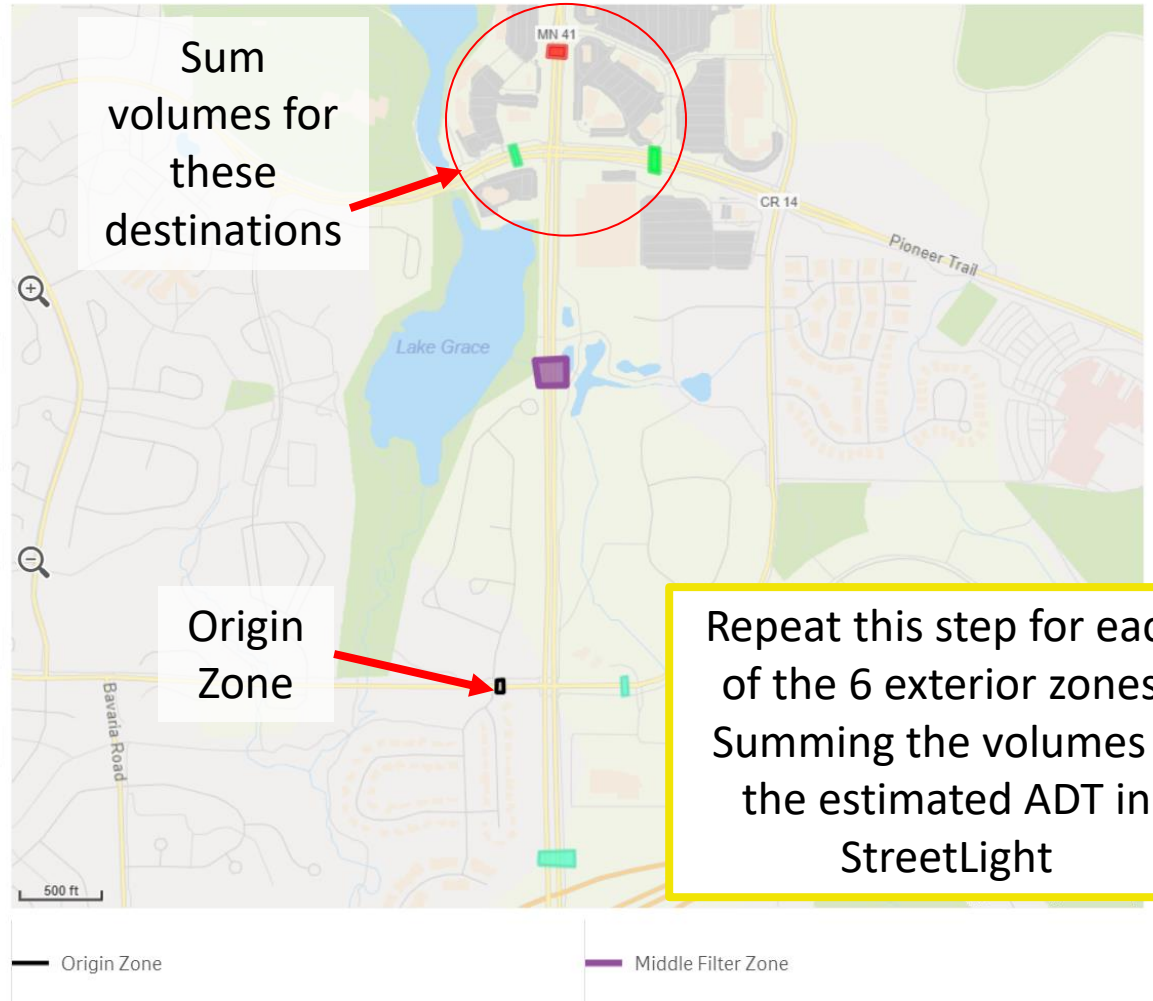 Sum
volumes for
these
destinations
MN 41
CR 14
Pioneer Trail
Lake Grace
Origin
Zone
Bavaria Road
Repeat this step for
of the 6 exterior zones
Summing the volumes
the estimated ADT in
StreetLight
500 ft
Origin Zone
Middle Filter Zone